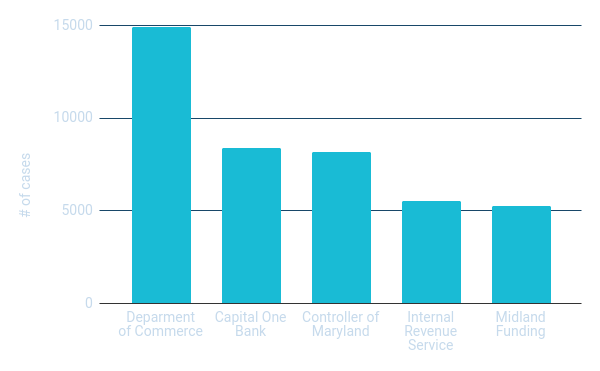 15000
10000
5000
0
# of cases
Deparment
of Commerce
Capital One
Bank
Controller of
Maryland
Internal
Revenue
Service
Midland
Funding